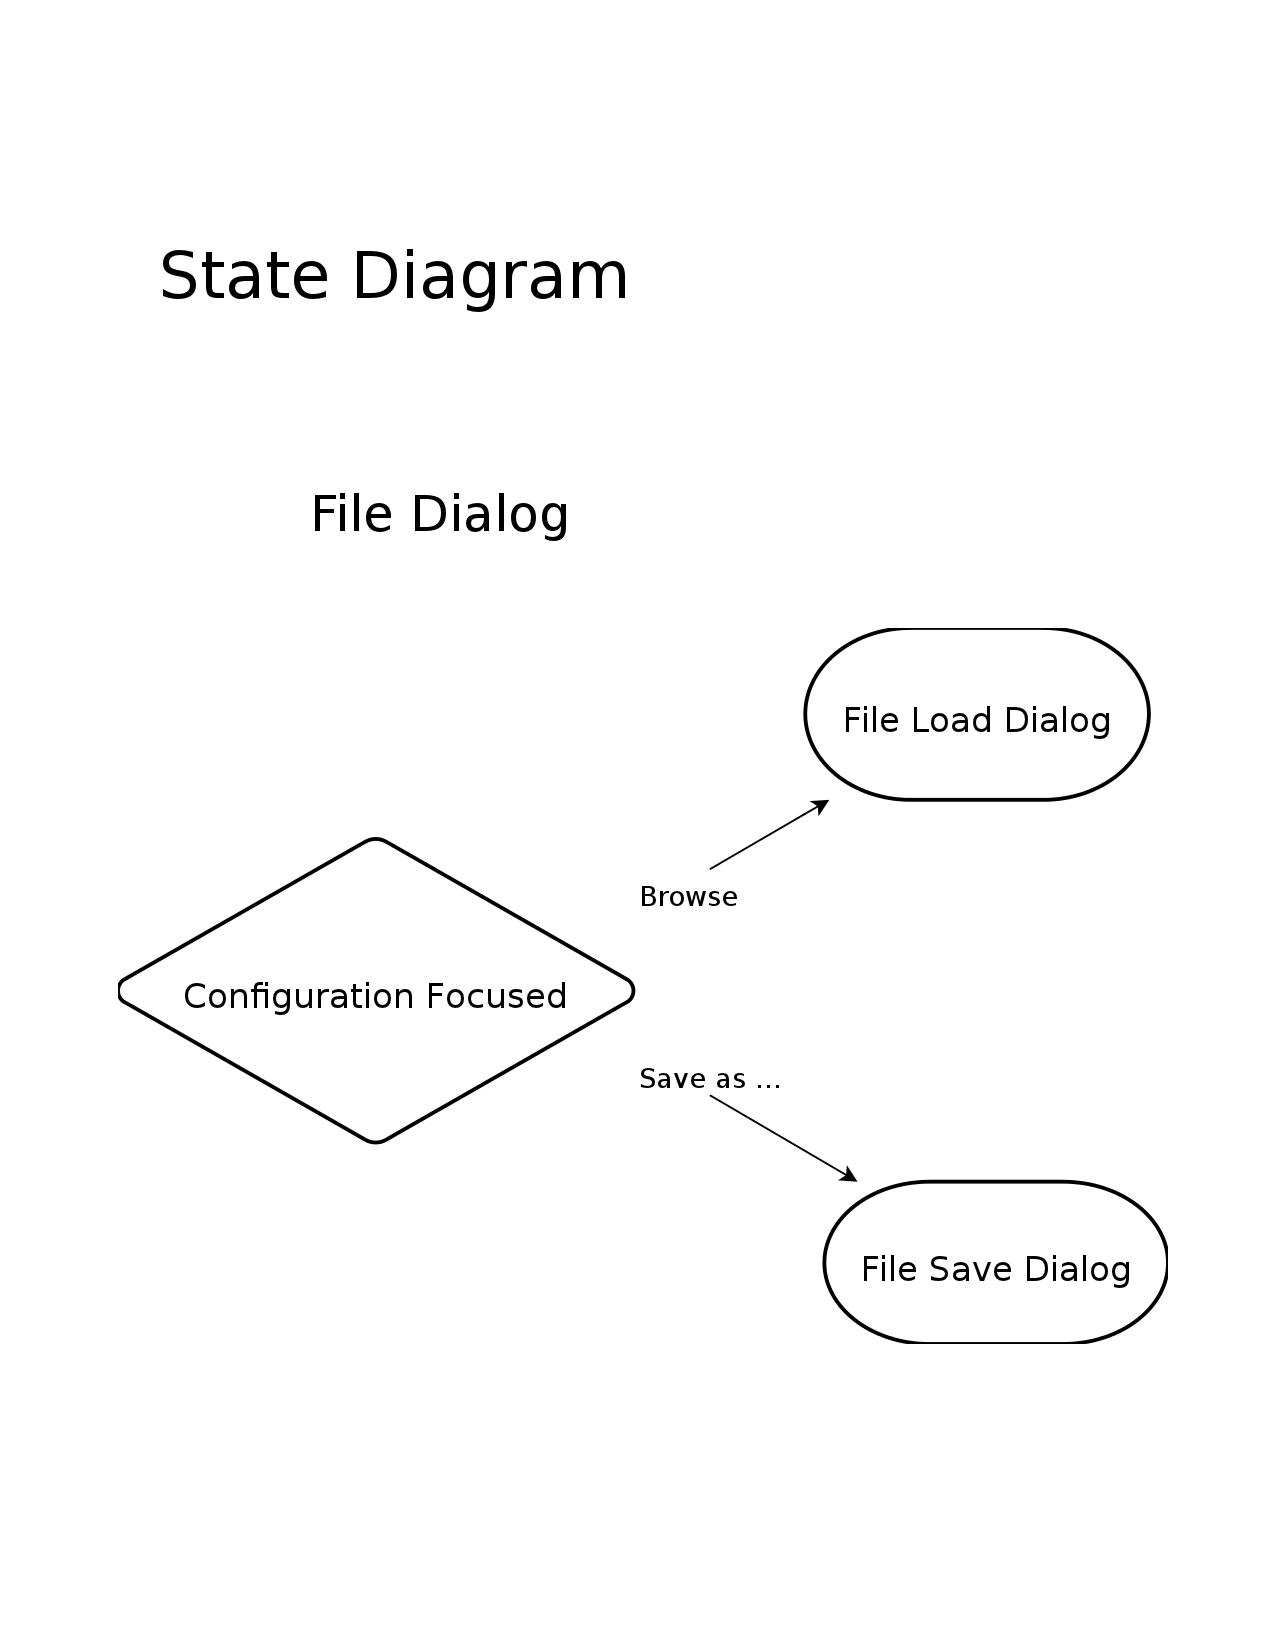 State Diagram
File Dialog
File Load Dialog
Browse
Configuration Focused
Save as ...
File Save Dialog